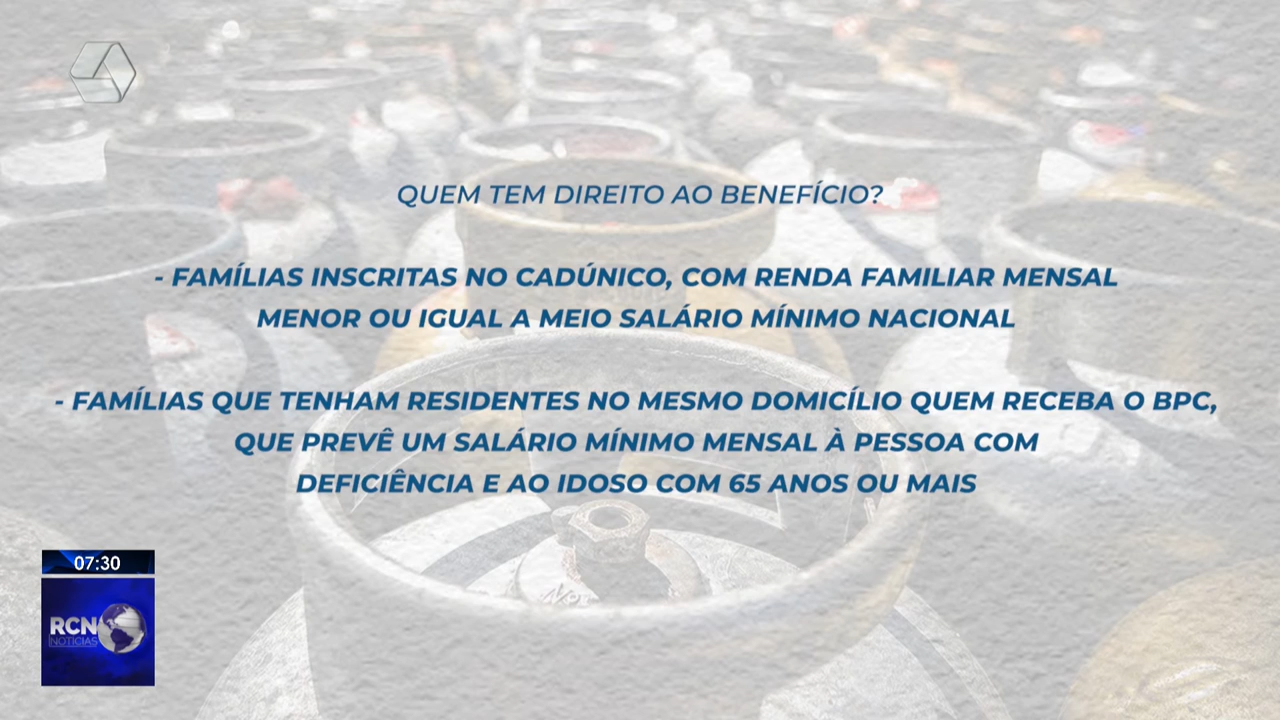 QUEM TEM DIREITO AO BENEFÍCIO?
- FAMÍLIAS INSCRITAS NO CADÚNICO, COM RENDA FAMILIAR MENSAL
MENOR OU IGUAL A MEIO SALÁRIO MÍNIMO NACIONAL
- FAMÍLIAS QUE TENHAM RESIDENTES NO MESMO DOMICÍLIO QUEM RECEBA O BPC,
QUE PREVÊ UM SALÁRIO MÍNIMO MENSAL À PESSOA COM
DEFICIÊNCIA E AO IDOSO COM 65 ANOS OU MAIS
07:30
RCN
NOTÍCIAS